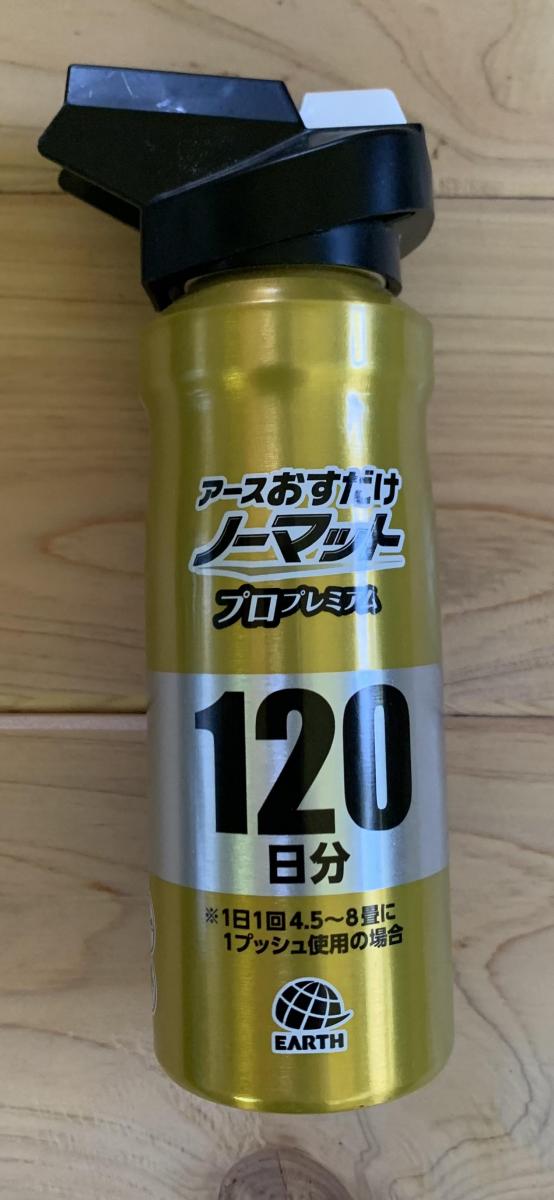 アースおすだけ
ノーマット
プロプレミアム
120
日分
※1日1回4.5～8畳に
1プッシュ使用の場合
EARTH